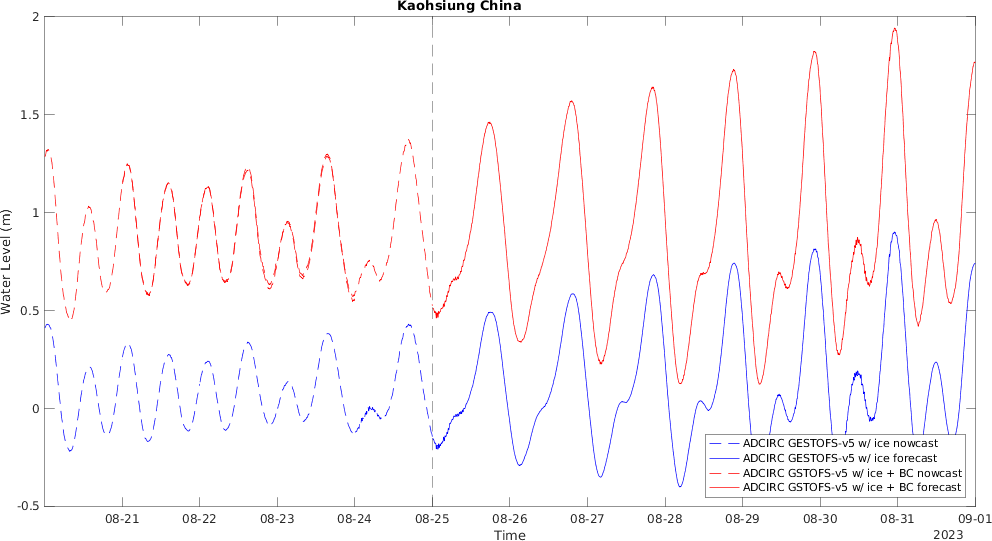 Kaohsiung China
2
1.5
1
0.5
0
-0.5
Water Level (m)
ADCIRC GESTOFS-v5 w/ ice nowcast
ADCIRC GESTOFS-v5 w/ ice forecast
ADCIRC GSTOFS-v5 w/ ice + BC nowcast
ADCIRC GSTOFS-v5 w/ ice + BC forecast
08-21 08-22 08-23 08-24 08-25 08-26 08-27 08-28 08-29 08-30 08-31 09-01
Time
2023